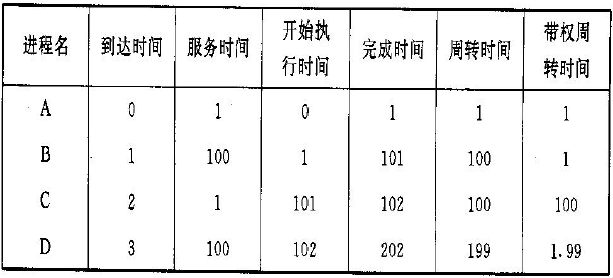 进程名 到达时间 服务时间 开始执行时间 完成时间 周转时间 带权周转时间
A 0 1 0 1 1 1
B 1 100 1 101 100 1
C 2 1 101 102 100 100
D 3 100 102 202 199 1.99